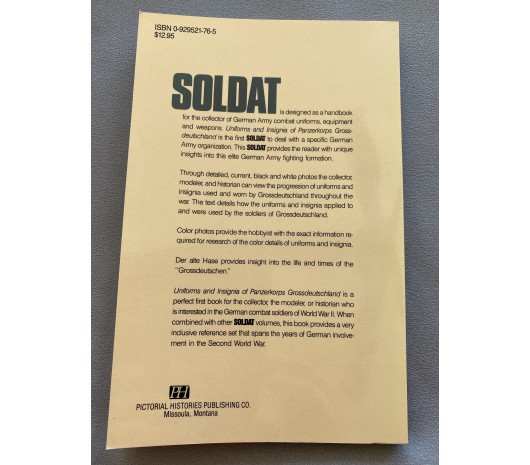 ISBN 0-929521-76-5
$12.95
SOLDAT is designed as a handbook
for the collector of German Army combat uniforms, equipment
and weapons. Uniforms and Insignia of Panzerkorps Gross-
deutschland is the first SOLDAT to deal with a specific German
Army organization. This SOLDAT provides the reader with unique
insights into this elite German Army fighting formation.
Through detailed, current, black and white photos the collector,
modeler, and historian can view the progression of uniforms and
insignia used and worn by Grossdeutschland throughout the
war. The text details how the uniforms and insignia applied to
and were used by the soldiers of Grossdeutschland.
Color photos provide the hobbyist with the exact information re-
quired for research of the color details of uniforms and insignia.
Der alte Hase provides insight into the life and times of the
"Grossdeutschen."
Uniforms and Insignia of Panzerkorps Grossdeutschland is a
perfect first book for the collector, the modeler, or historian who
is interested in the German combat soldiers of World War II. When
combined with other SOLDAT volumes, this book provides a very
inclusive reference set that spans the years of German involve-
ment in the Second World War.
PH
PICTORIAL HISTORIES PUBLISHING CO.
Missoula, Montana